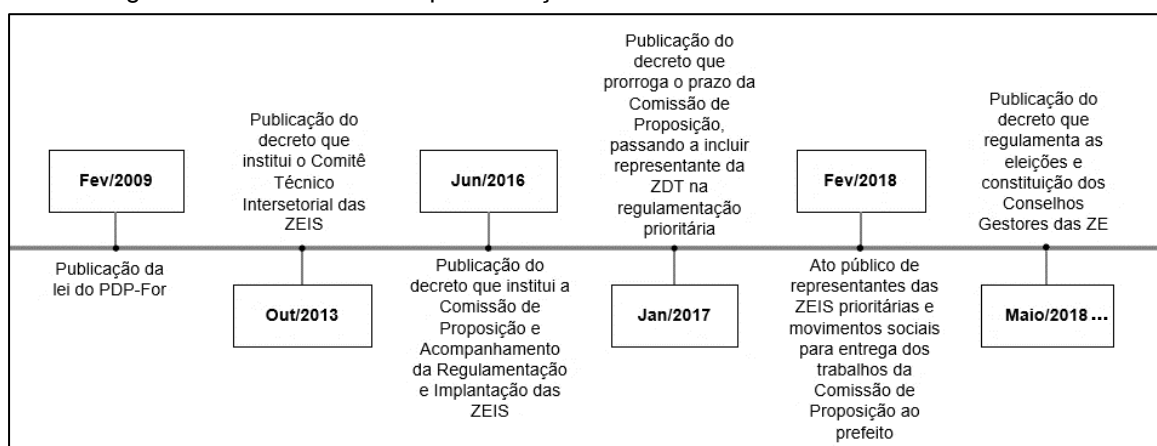 Fev/2009
Publicação da
lei do PDP-For
Publicação do
decreto que
institui o Comitê
Técnico
Intersetorial das
ZEIS
Out/2013
Jun/2016
Publicação do
decreto que institui a
Comissão de
Proposição e
Acompanhamento
da Regulamentação
e Implantação das
ZEIS
Publicação do
decreto que
prorroga o prazo da
Comissão de
Proposição,
passando a incluir
representante da
ZDT na
regulamentação
prioritária
Jan/2017
Fev/2018
Ato público de
representantes das
ZEIS prioritárias e
movimentos sociais
para entrega dos
trabalhos da
Comissão de
Proposição ao
prefeito
Publicação do
decreto que
regulamenta as
eleições e
constituição dos
Conselhos
Gestores das ZE
Maio/2018 ...